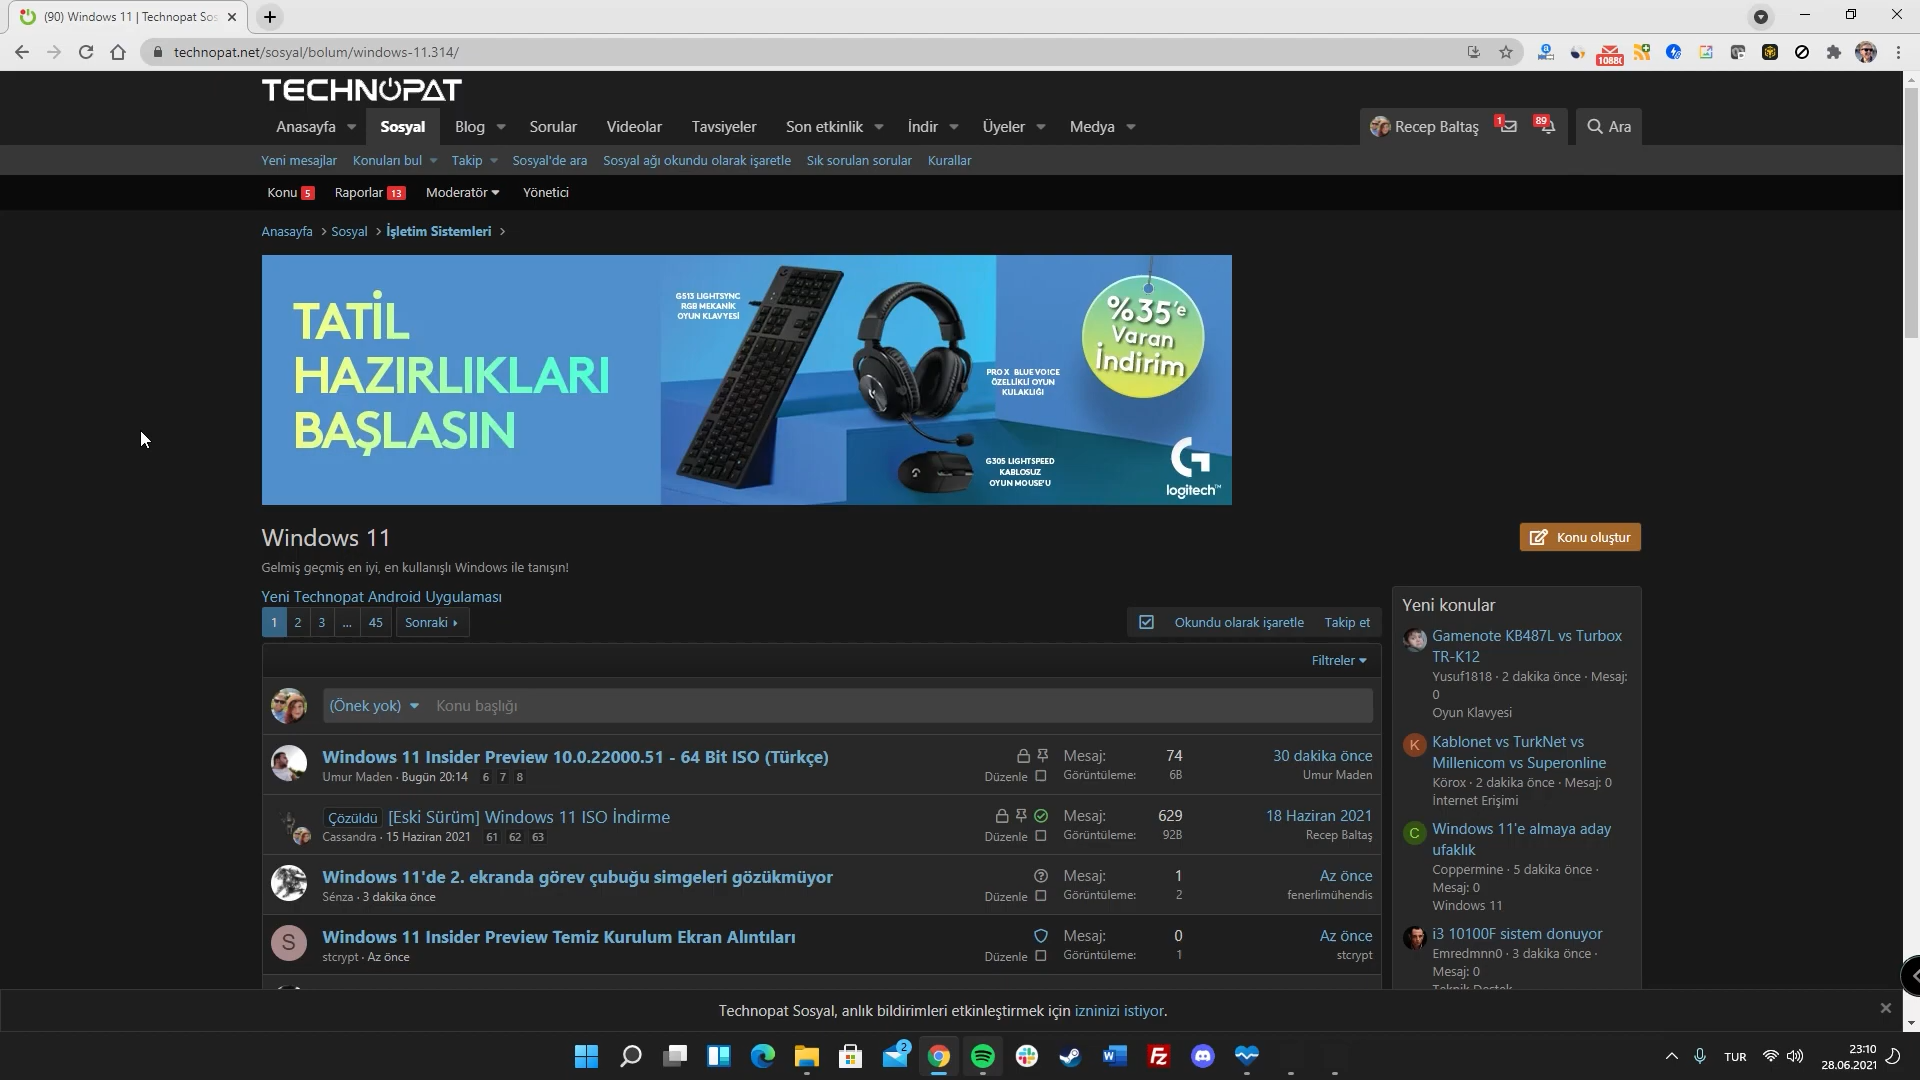 (90) Windows 11 | Technopat Sos
technopat.net/sosyal/bolum/windows-11.314/
TECHNOPAT
Anasayfa Sosyal Blog Sorular Videolar Tavsiyeler Son etkinlik İndir Üyeler Medya Recep Baltaş 1 89 Ara
Yeni mesajlar Konuları bul Takip Sosyal'de ara Sosyal ağı okundu olarak işaretle Sık sorulan sorular Kurallar
Konu 5 Raporlar 13 Moderatör Yönetici
Anasayfa > Sosyal > İşletim Sistemleri >
TATİL
HAZIRLIKLARI
BAŞLASIN
G513 LIGHTSYNC
RGB MEKANİK
OYUN KLAVYESİ
PRO X BLUE VO!CE
ÖZELLİKLİ OYUN
KULAKLIĞI
G305 LIGHTSPEED
KABLOSUZ
OYUN MOUSE'U
%35'e
Varan
İndirim
logitech
Windows 11
Konu oluştur
Gelmiş geçmiş en iyi, en kullanışlı Windows ile tanışın!
Yeni Technopat Android Uygulaması
1 2 3 ... 45 Sonraki
Okundu olarak işaretle Takip et
Filtreler
(Önek yok) Konu başlığı
Windows 11 Insider Preview 10.0.22000.51 - 64 Bit ISO (Türkçe)
Umur Maden · Bugün 20:14 6 7 8
Düzenle
Mesaj: 74
Görüntüleme: 6B
30 dakika önce
Umur Maden
Çözüldü [Eski Sürüm] Windows 11 ISO İndirme
Cassandra · 15 Haziran 2021 61 62 63
Düzenle
Mesaj: 629
Görüntüleme: 92B
18 Haziran 2021
Recep Baltaş
Windows 11'de 2. ekranda görev çubuğu simgeleri gözükmüyor
Sénza · 3 dakika önce
Düzenle
Mesaj: 1
Görüntüleme: 2
Az önce
fenerlimühendis
S
Windows 11 Insider Preview Temiz Kurulum Ekran Alıntıları
stcrypt · Az önce
Düzenle
Mesaj: 0
Görüntüleme: 1
Az önce
stcrypt
Yeni konular
Gamenote KB487L vs Turbox
TR-K12
Yusuf1818 · 2 dakika önce · Mesaj:
0
Oyun Klavyesi
K
Kablonet vs TurkNet vs
Millenicom vs Superonline
Körox · 2 dakika önce · Mesaj: 0
İnternet Erişimi
C
Windows 11'e almaya aday
ufaklık
Coppermine · 5 dakika önce ·
Mesaj: 0
Windows 11
i3 10100F sistem donuyor
Emredmnn0 · 3 dakika önce ·
Mesaj: 0
Teknik Destek
Technopat Sosyal, anlık bildirimleri etkinleştirmek için izninizi istiyor.
2
TUR
23:10
28.06.2021